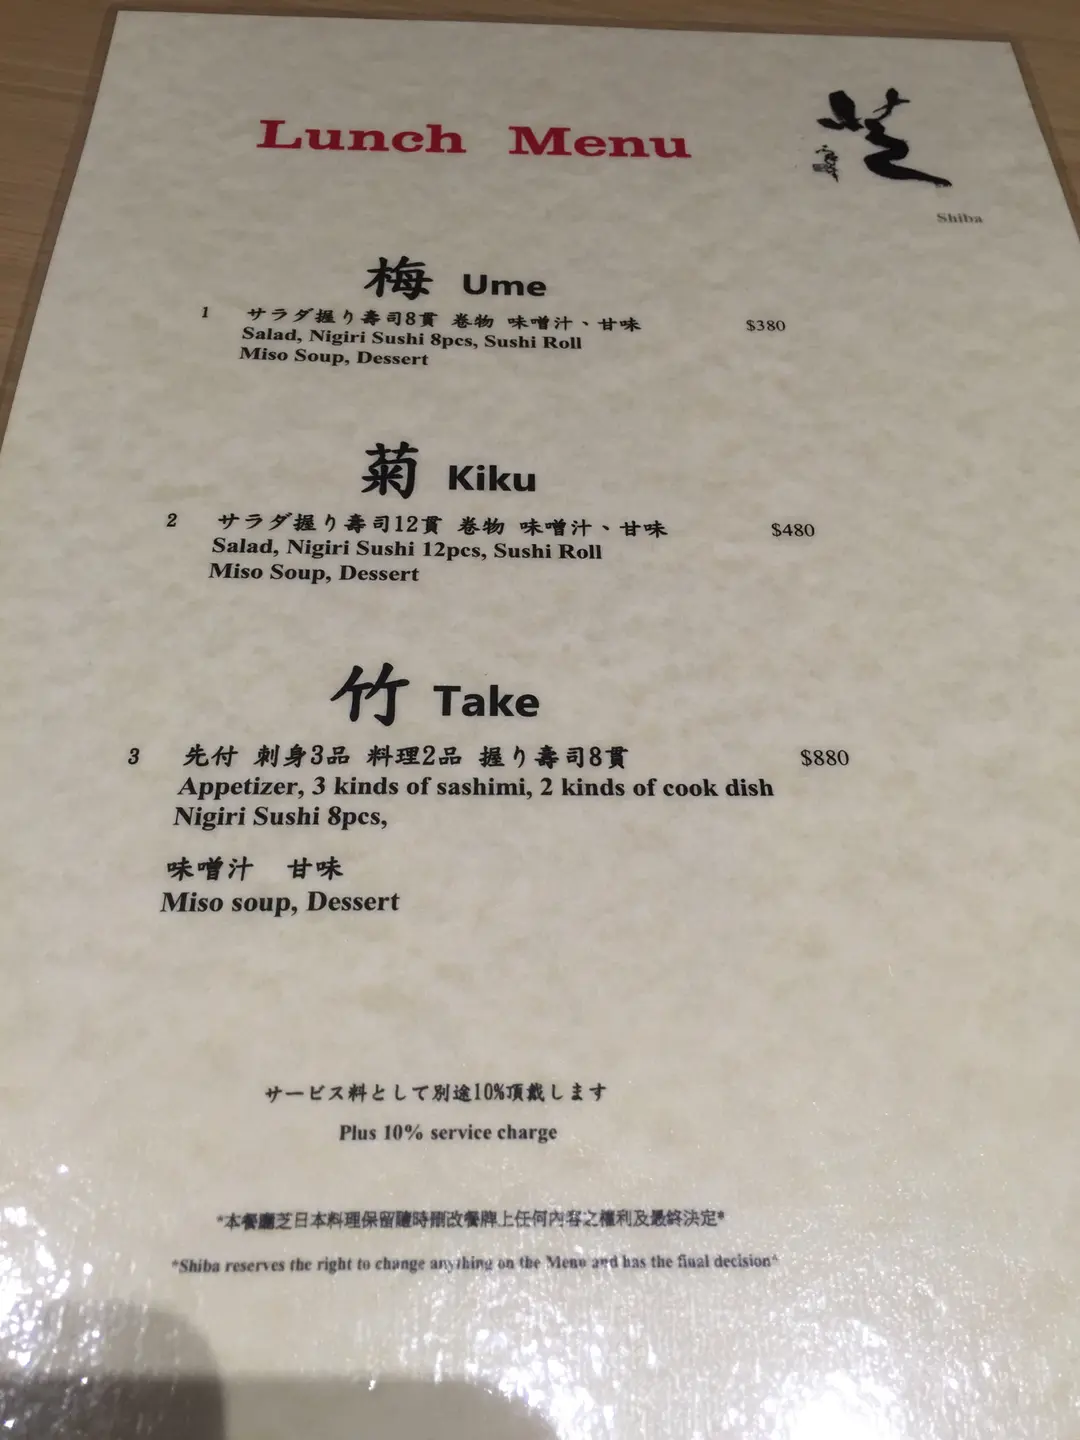 Lunch Menu
芝
Shiba
梅 Ume
1 サラダ握り壽司8貫 卷物 味噌汁、甘味 $380
Salad, Nigiri Sushi 8pcs, Sushi Roll
Miso Soup, Dessert
菊 Kiku
2 サラダ握り壽司12貫 卷物 味噌汁、甘味 $480
Salad, Nigiri Sushi 12pcs, Sushi Roll
Miso Soup, Dessert
竹 Take
3 先付 刺身3品 料理2品 握り壽司8貫 $880
Appetizer, 3 kinds of sashimi, 2 kinds of cook dish
Nigiri Sushi 8pcs,
味噌汁 甘味
Miso soup, Dessert
サービス料として別途10%頂戴します
Plus 10% service charge
*本餐廳芝日本料理保留隨時刪改餐牌上任何內容之權利及最終決定*
*Shiba reserves the right to change anything on the Menu and has the final decision*